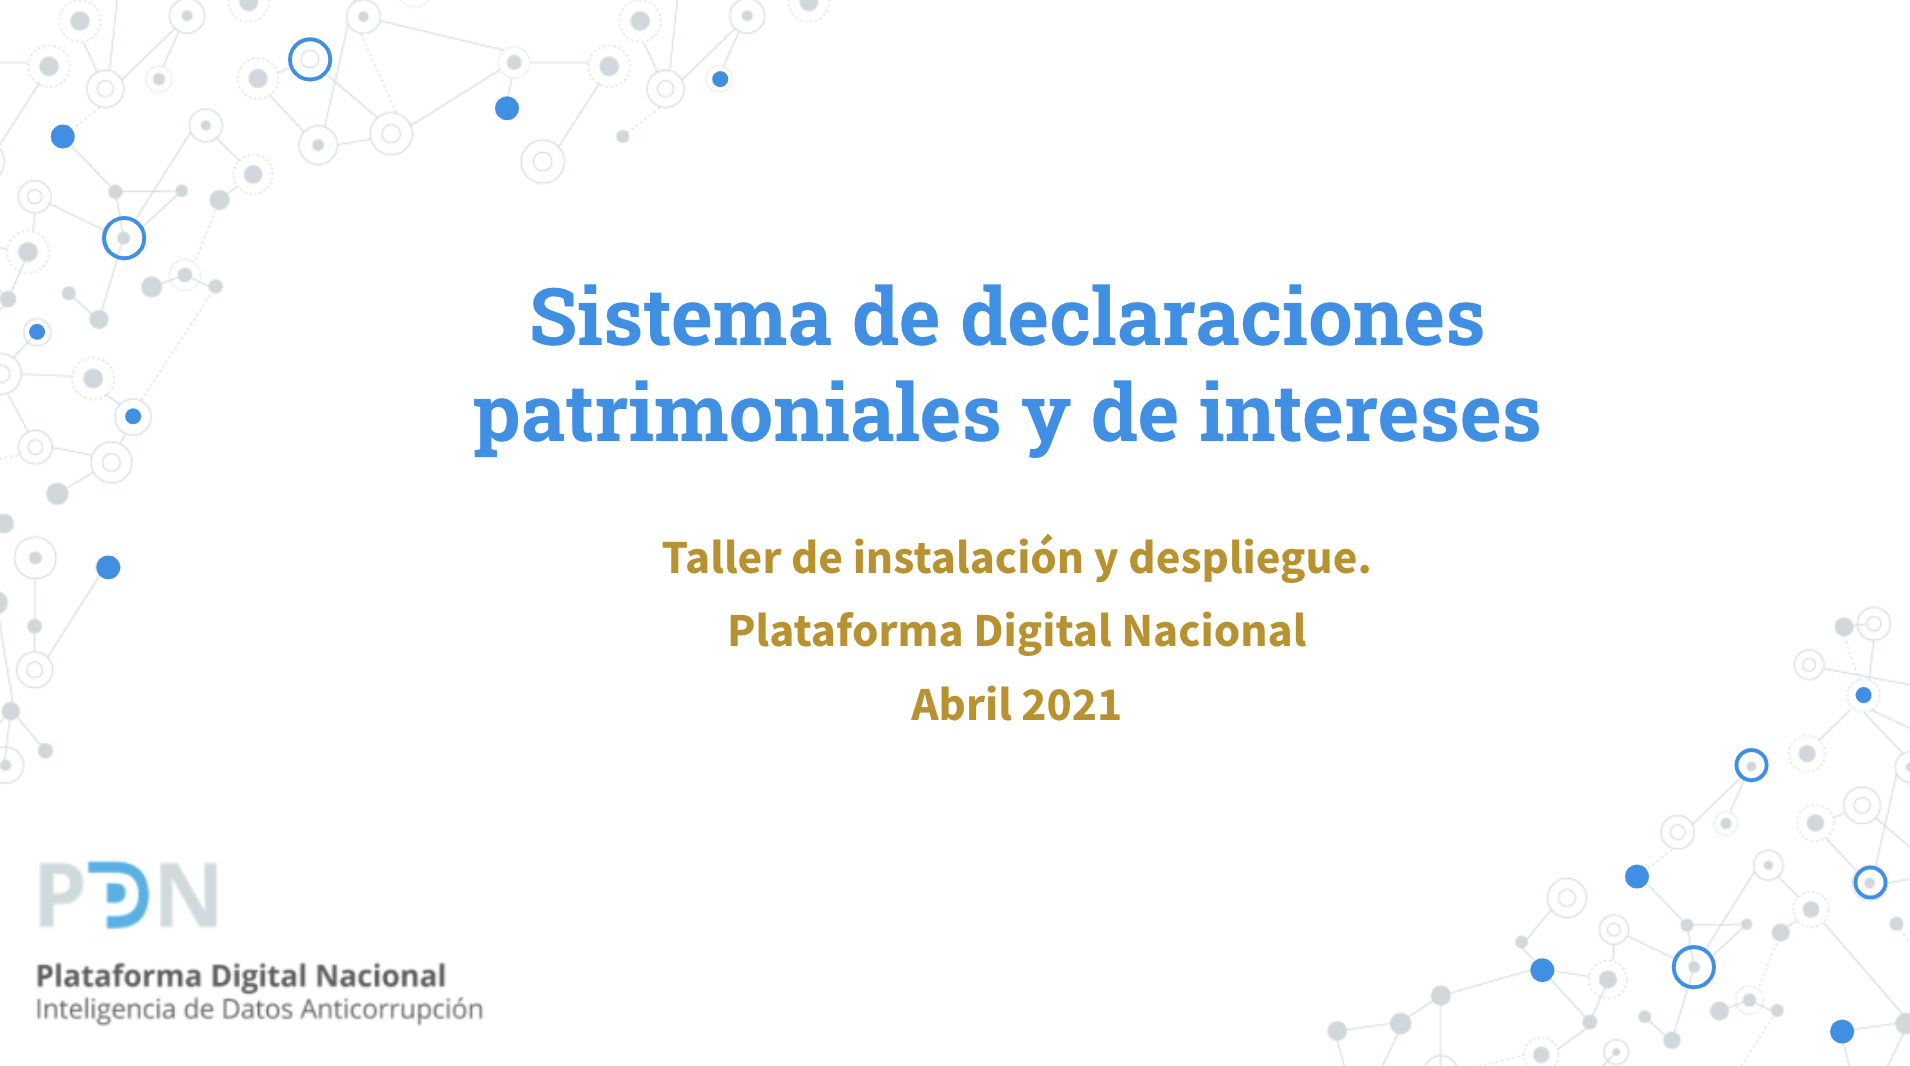 Sistema de declaraciones
patrimoniales y de intereses
Taller de instalación y despliegue.
Plataforma Digital Nacional
Abril 2021
PDN
Plataforma Digital Nacional
Inteligencia de Datos Anticorrupción